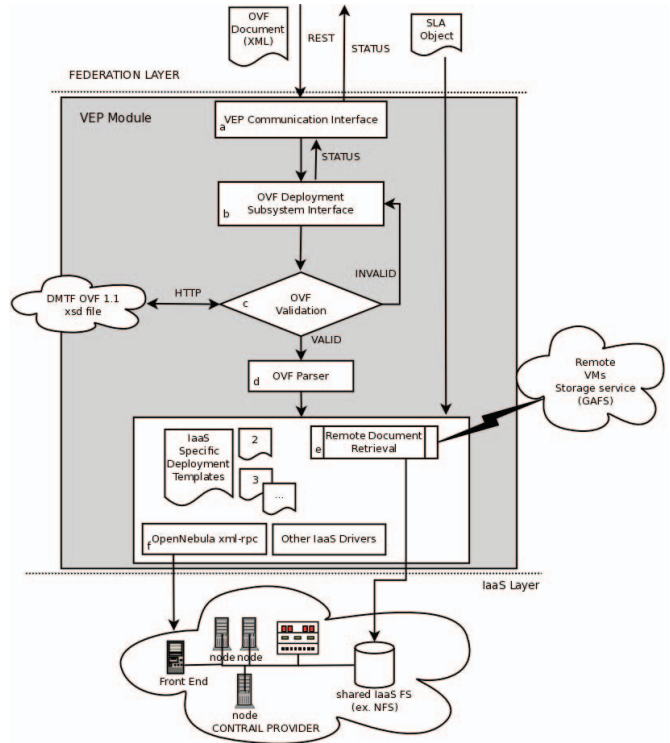 OVF
Document
(XML)
REST
STATUS
SLA
Object
FEDERATION LAYER
VEP Module
a VEP Communication Interface
STATUS
OVF Deployment
b Subsystem Interface
INVALID
DMTF OVF 1.1
xsd file
HTTP
c OVF
Validation
VALID
d OVF Parser
Remote
VMs
Storage service
(GAFS)
IaaS
Specific
Deployment
Templates
2
3
...
e Remote Document
Retrieval
f OpenNebula xml-rpc
Other IaaS Drivers
IaaS Layer
node node
Front End
node
shared IaaS FS
(ex. NFS)
CONTRAIL PROVIDER